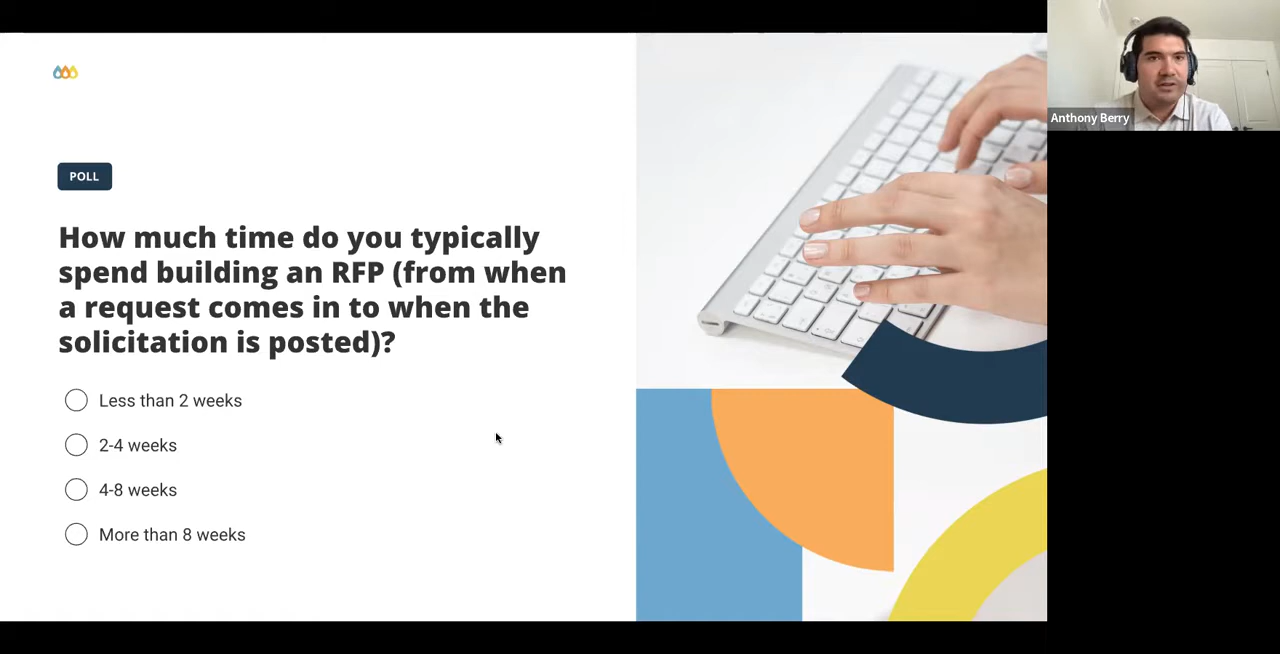 POLL
How much time do you typically
spend building an RFP (from when
a request comes in to when the
solicitation is posted)?
Less than 2 weeks
2-4 weeks
4-8 weeks
More than 8 weeks
Anthony Berry